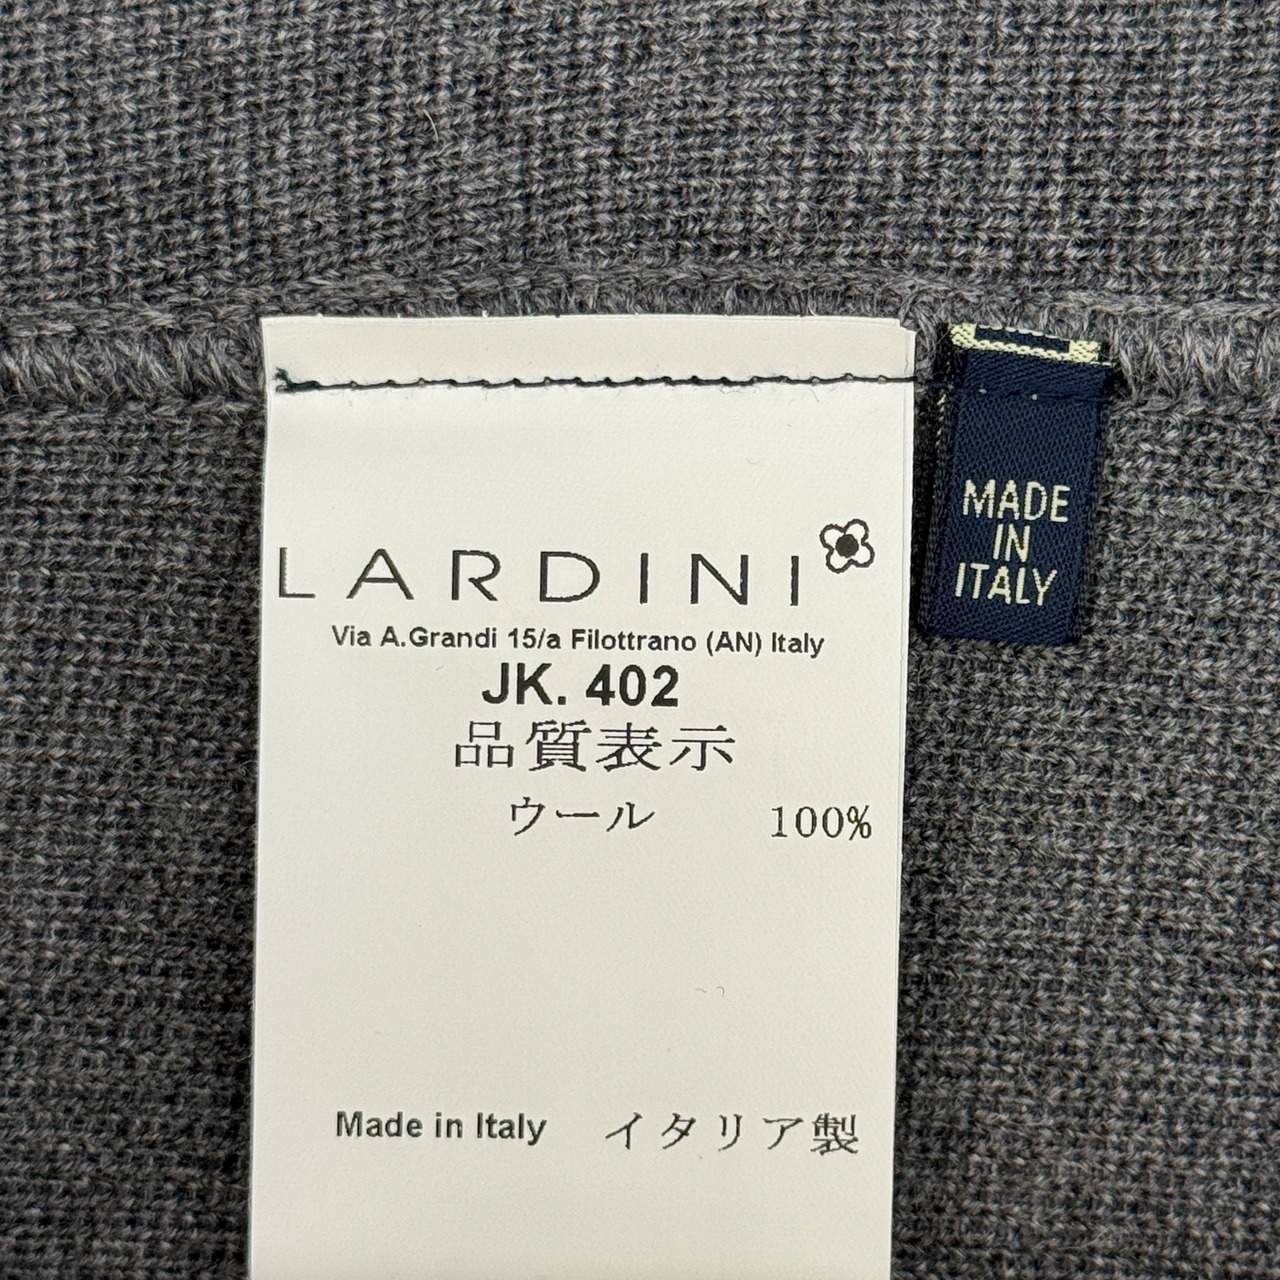 LARDINI
Via A.Grandi 15/a Filottrano (AN) Italy
JK. 402
品質表示
ウール 100%
Made in Italy イタリア製
MADE
IN
ITALY